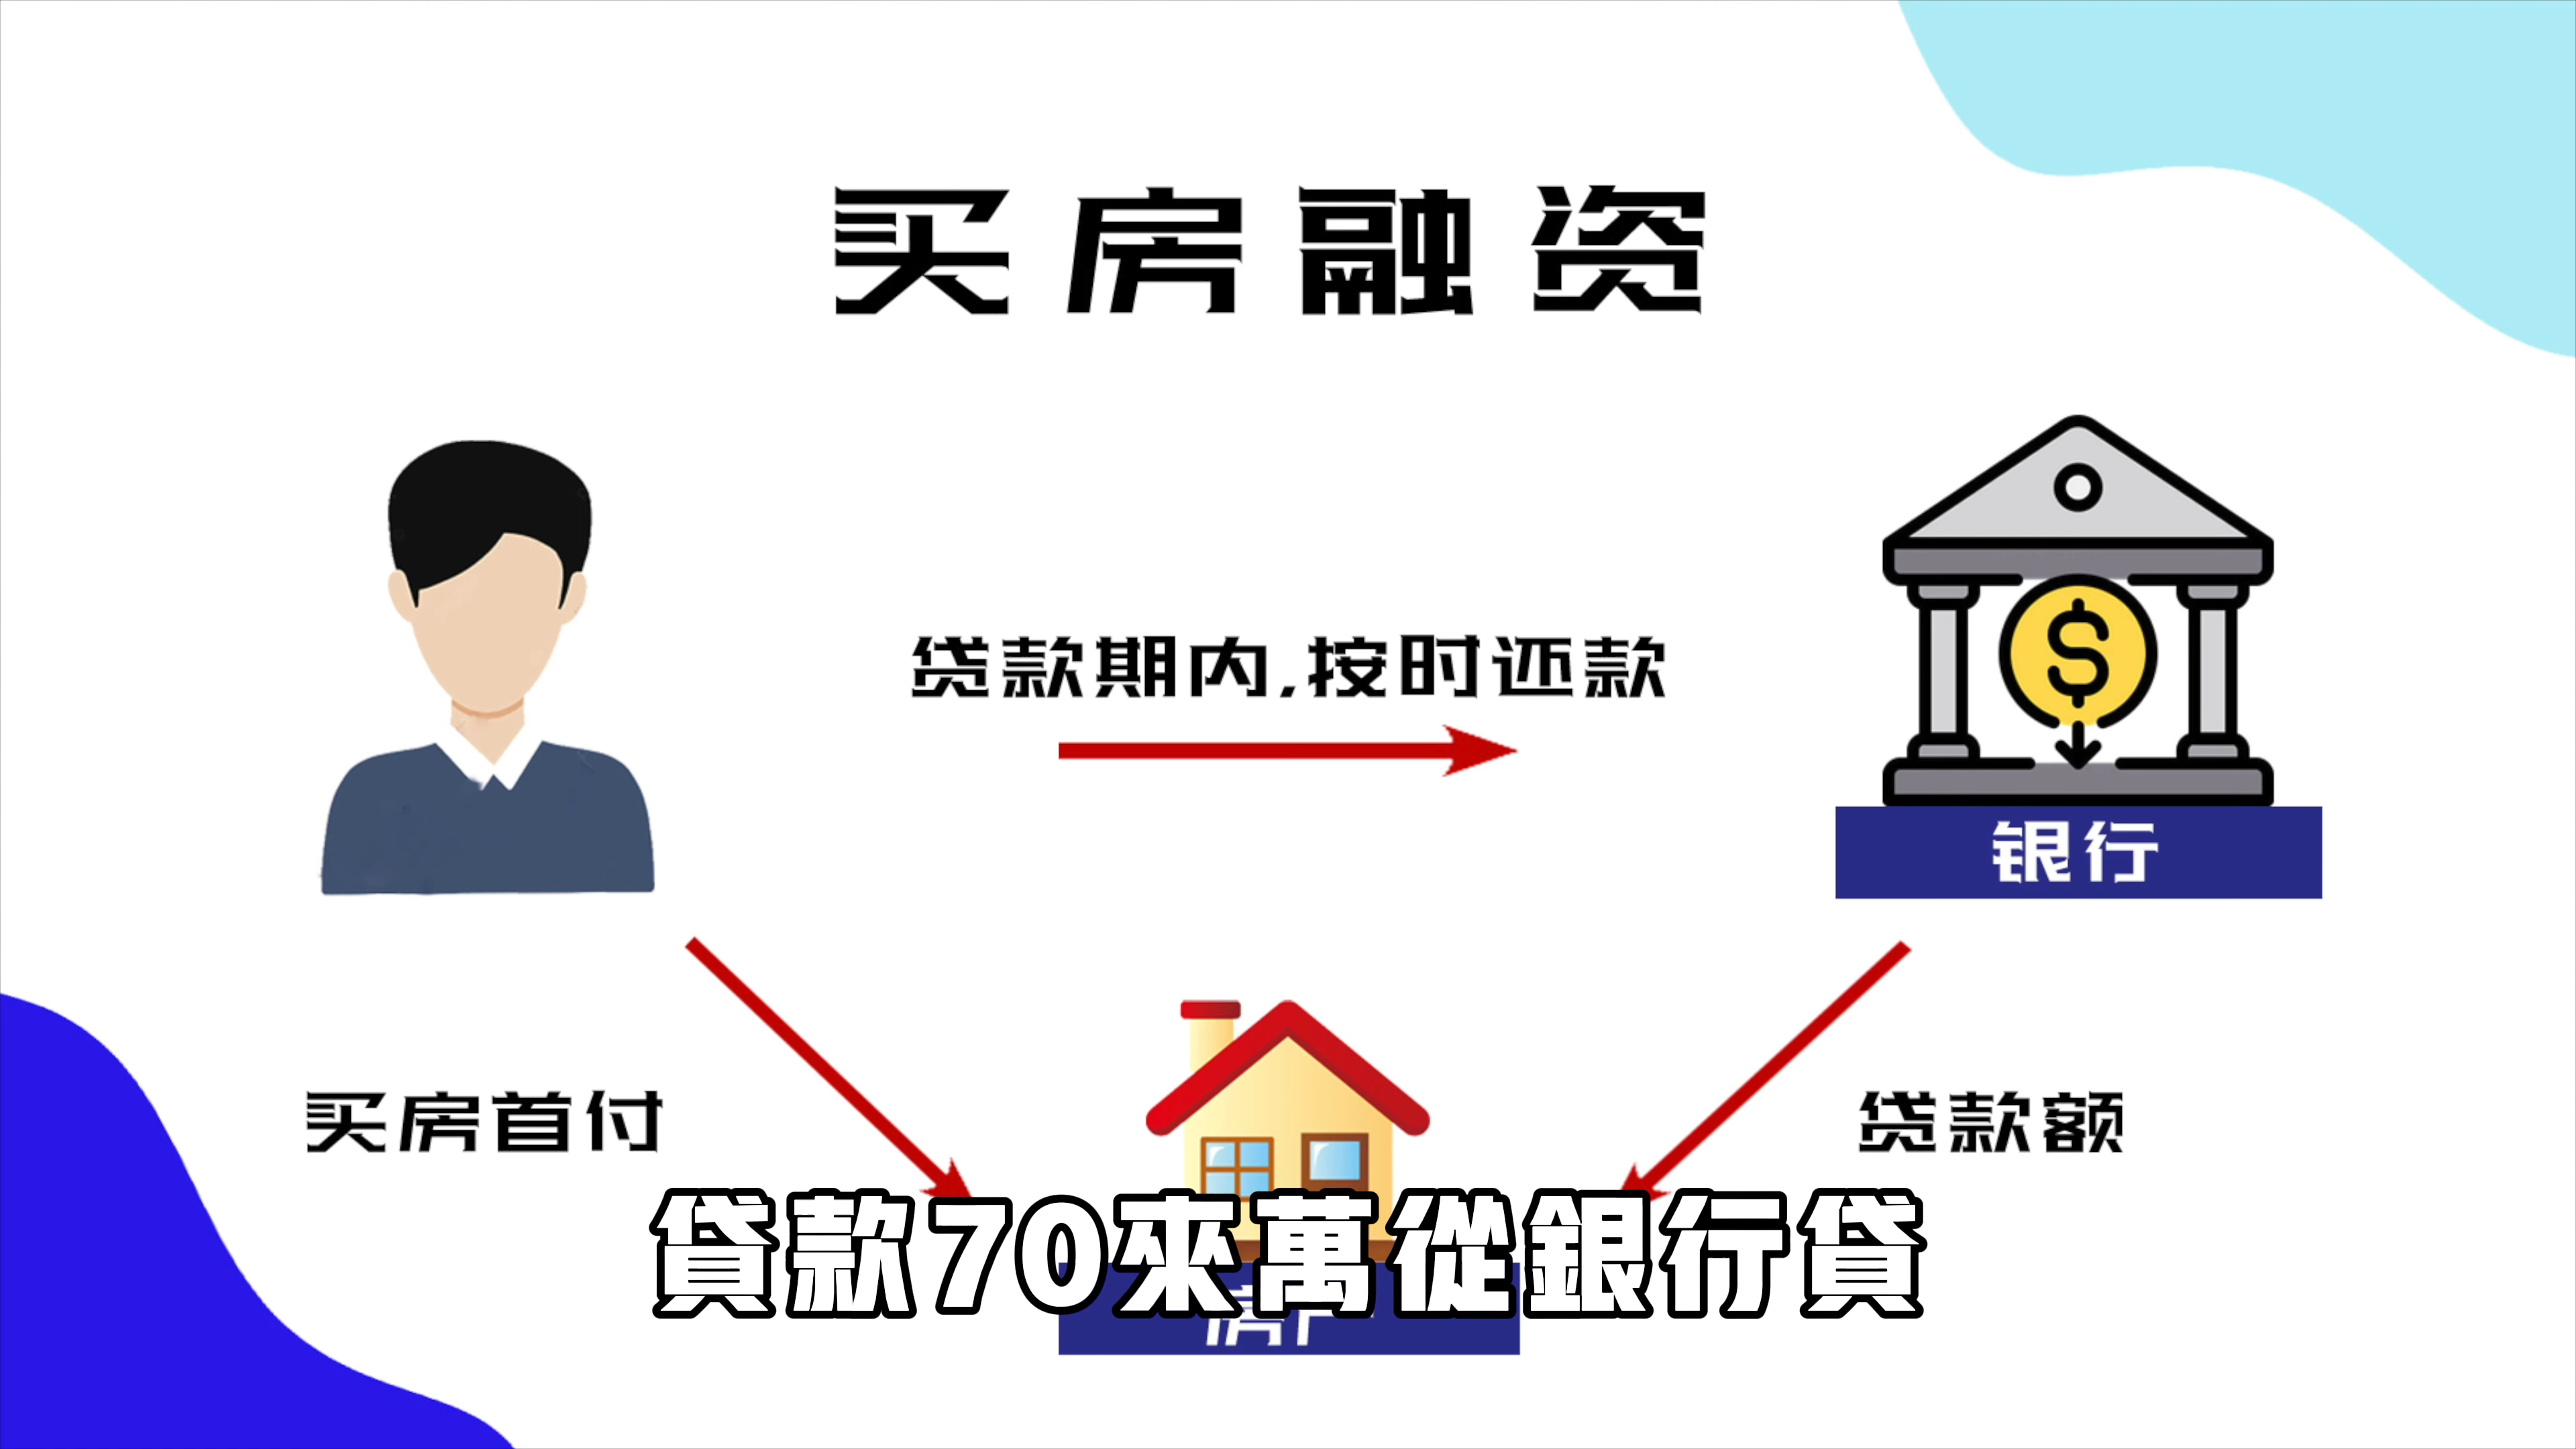 买房融资
贷款期内,按时还款
银行
买房首付
贷款额
貸款70來萬從銀行貸